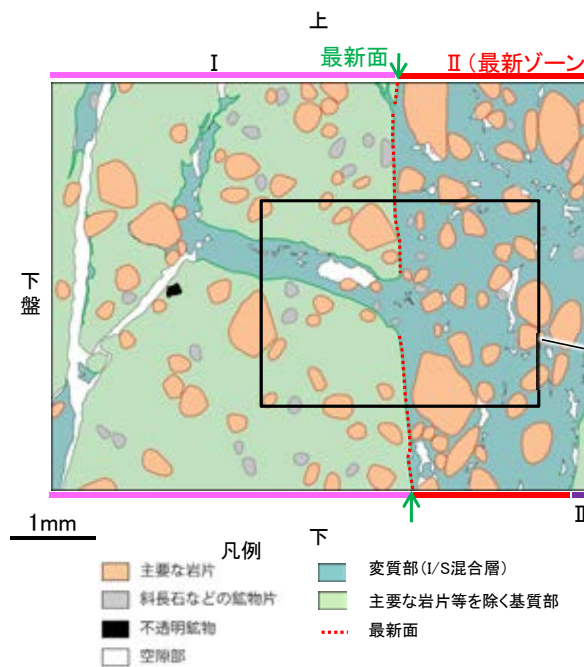 上
Ⅰ
最新面
Ⅱ(最新ゾーン
下盤
Ⅱ
1mm
下
凡例
主要な岩片
斜長石などの鉱物片
不透明鉱物
空隙部
変質部(I/S混合層)
主要な岩片等を除く基質部
最新面